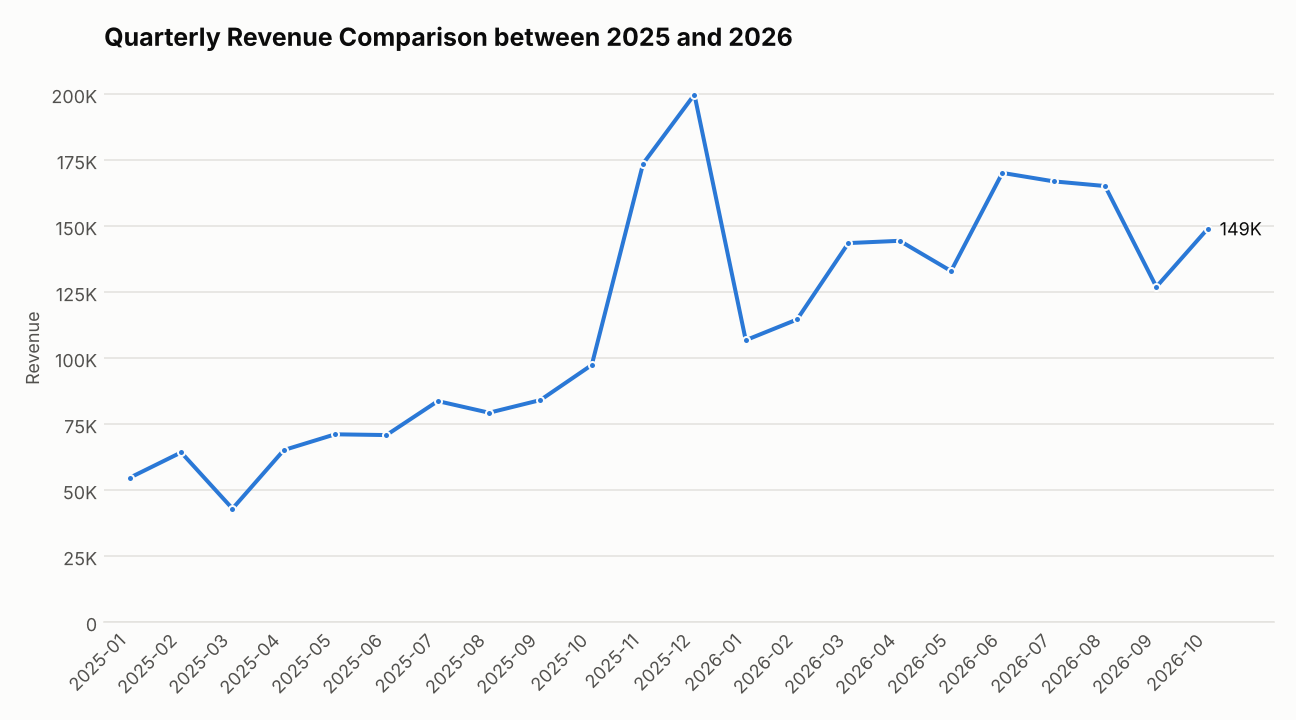 Quarterly Revenue Comparison between 2025 and 2026
200K
175K
150K
125K
100K
75K
50K
25K
0
Revenue
149K
2025-01
2025-02
2025-03
2025-04
2025-05
2025-06
2025-07
2025-08
2025-09
2025-10
2025-11
2025-12
2026-01
2026-02
2026-03
2026-04
2026-05
2026-06
2026-07
2026-08
2026-09
2026-10